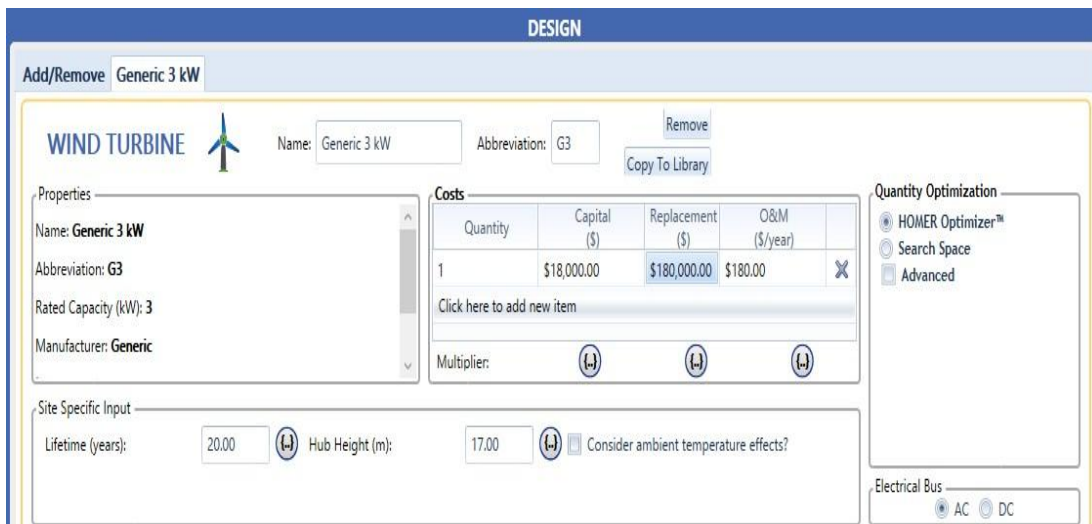 DESIGN
Add/Remove Generic 3 kW
WIND TURBINE
Name: Generic 3 kW
Abbreviation: G3
Remove
Copy To Library
Properties
Name: Generic 3 kW
Abbreviation: G3
Rated Capacity (kW): 3
Manufacturer: Generic
Costs
Quantity Capital ($) Replacement ($) O&M ($/year)
1 $18,000.00 $180,000.00 $180.00
Click here to add new item
Multiplier: {..} {..} {..}
Quantity Optimization
HOMER Optimizer™
Search Space
Advanced
Site Specific Input
Lifetime (years): 20.00 {..} Hub Height (m): 17.00 {..} Consider ambient temperature effects?
Electrical Bus
AC DC